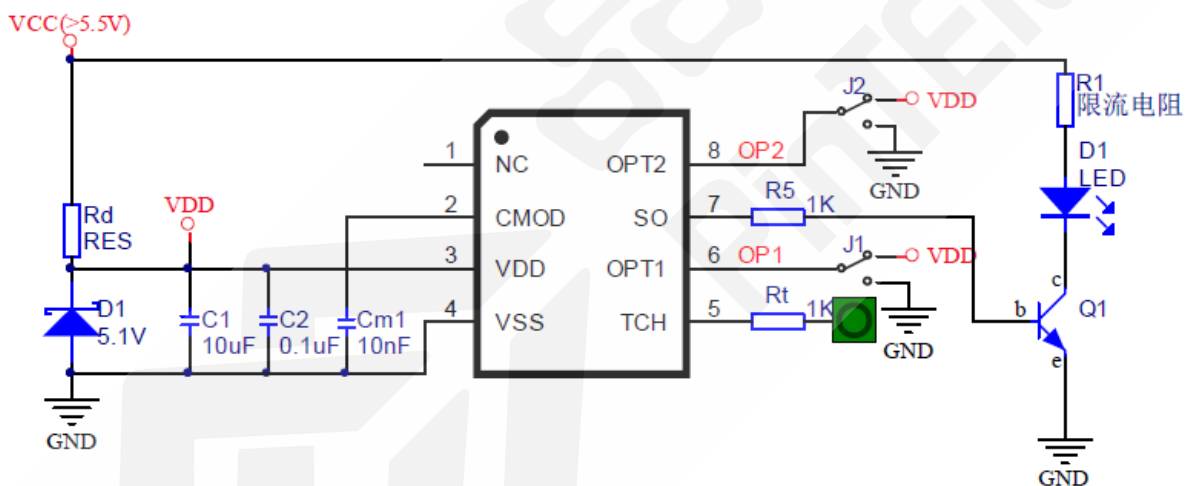 VCC(>5.5V)
R1
限流电阻
J2
VDD
1
NC
OPT2
8
OP2
GND
D1
LED
Rd
RES
VDD
2
CMOD
SO
7
R5
1K
3
VDD
OPT1
6
OP1
J1
VDD
c
D1
5.1V
C1
10uF
C2
0.1uF
Cm1
10nF
4
VSS
TCH
5
Rt
1K
GND
b
Q1
e
GND
GND